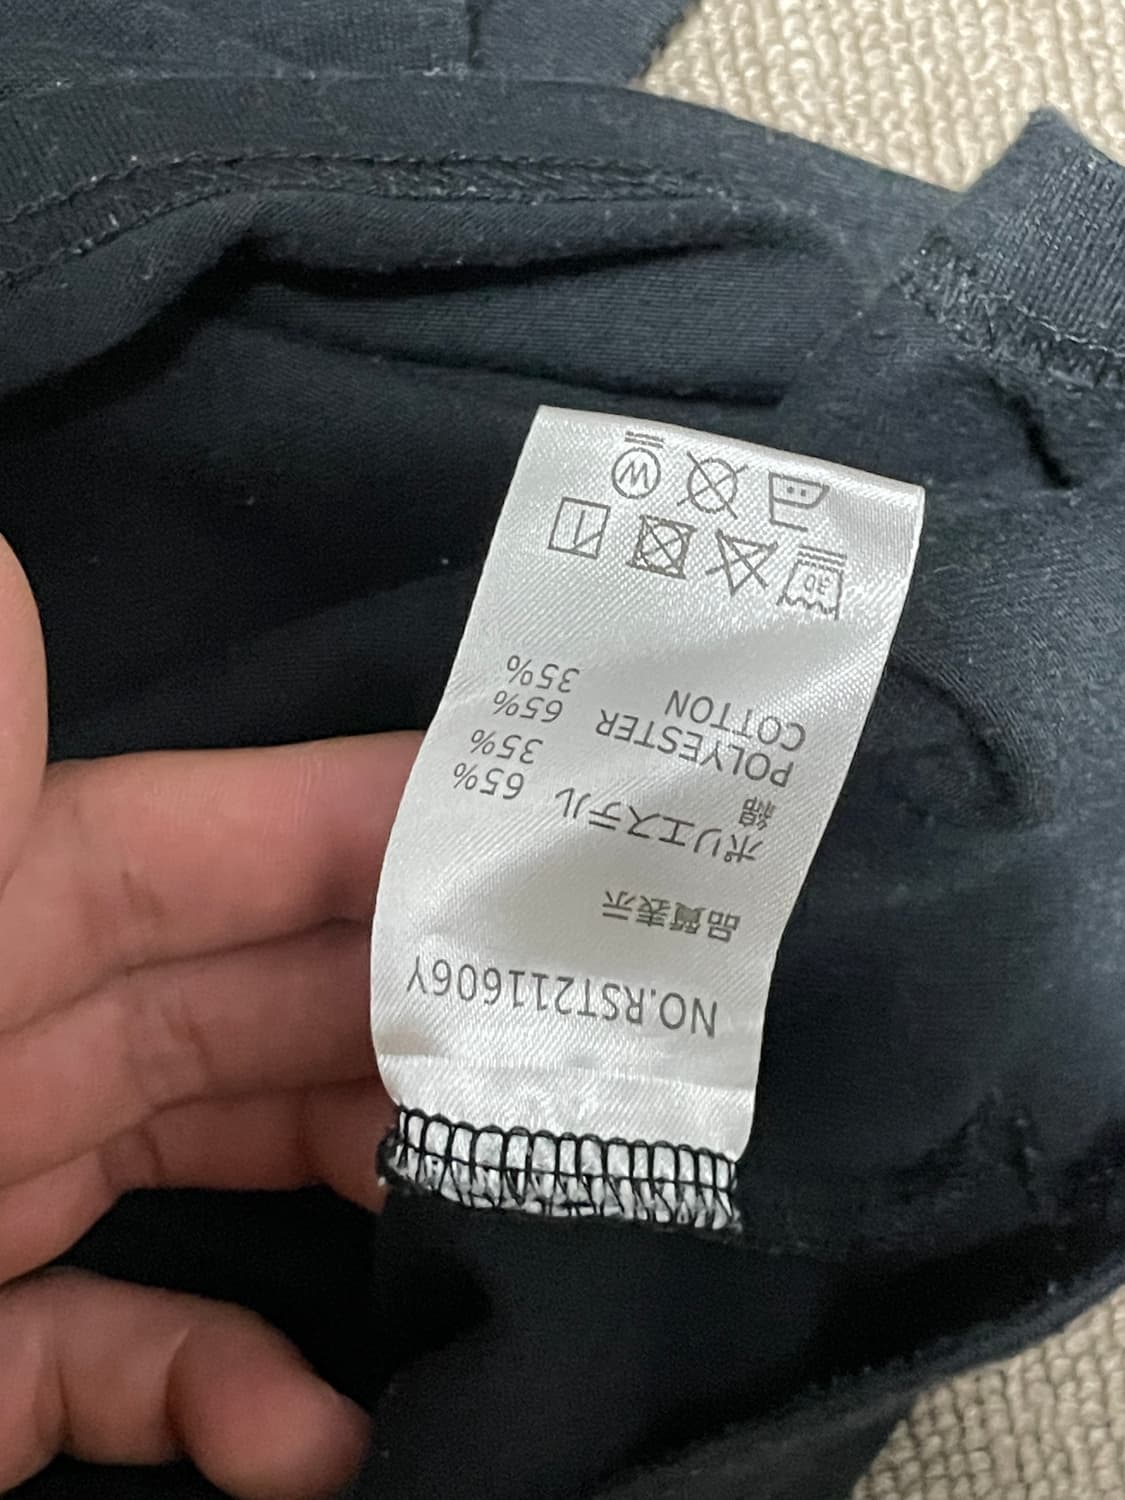 NO.RST211606Y
品質表示
ポリエステル 65%
綿 35%
POLYESTER 65%
COTTON 35%
30
W